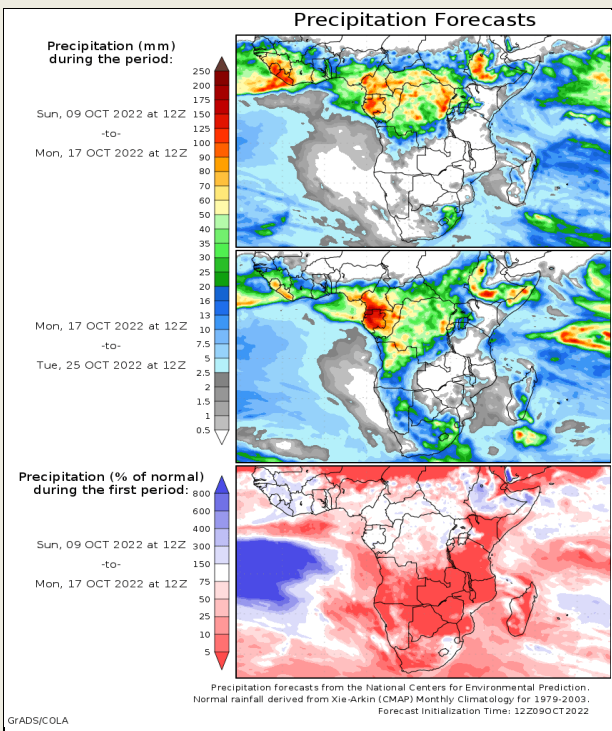 Precipitation Forecasts
Precipitation (mm)
during the period:
Sun, 09 OCT 2022 at 12Z
-to-
Mon, 17 OCT 2022 at 12Z
250
200
175
150
125
100
90
80
70
60
50
40
35
30
25
20
16
13
10
7.5
5
2.5
2
1.5
1
0.5
Mon, 17 OCT 2022 at 12Z
-to-
Tue, 25 OCT 2022 at 12Z
Precipitation (% of normal)
during the first period:
Sun, 09 OCT 2022 at 12Z
-to-
Mon, 17 OCT 2022 at 12Z
800
600
400
300
150
75
50
25
10
5
Precipitation forecasts from the National Centers for Environmental Prediction.
Normal rainfall derived from Xie-Arkin (CMAP) Monthly Climatology for 1979-2003.
Forecast Initialization Time: 12Z09OCT2022
GrADS/COLA